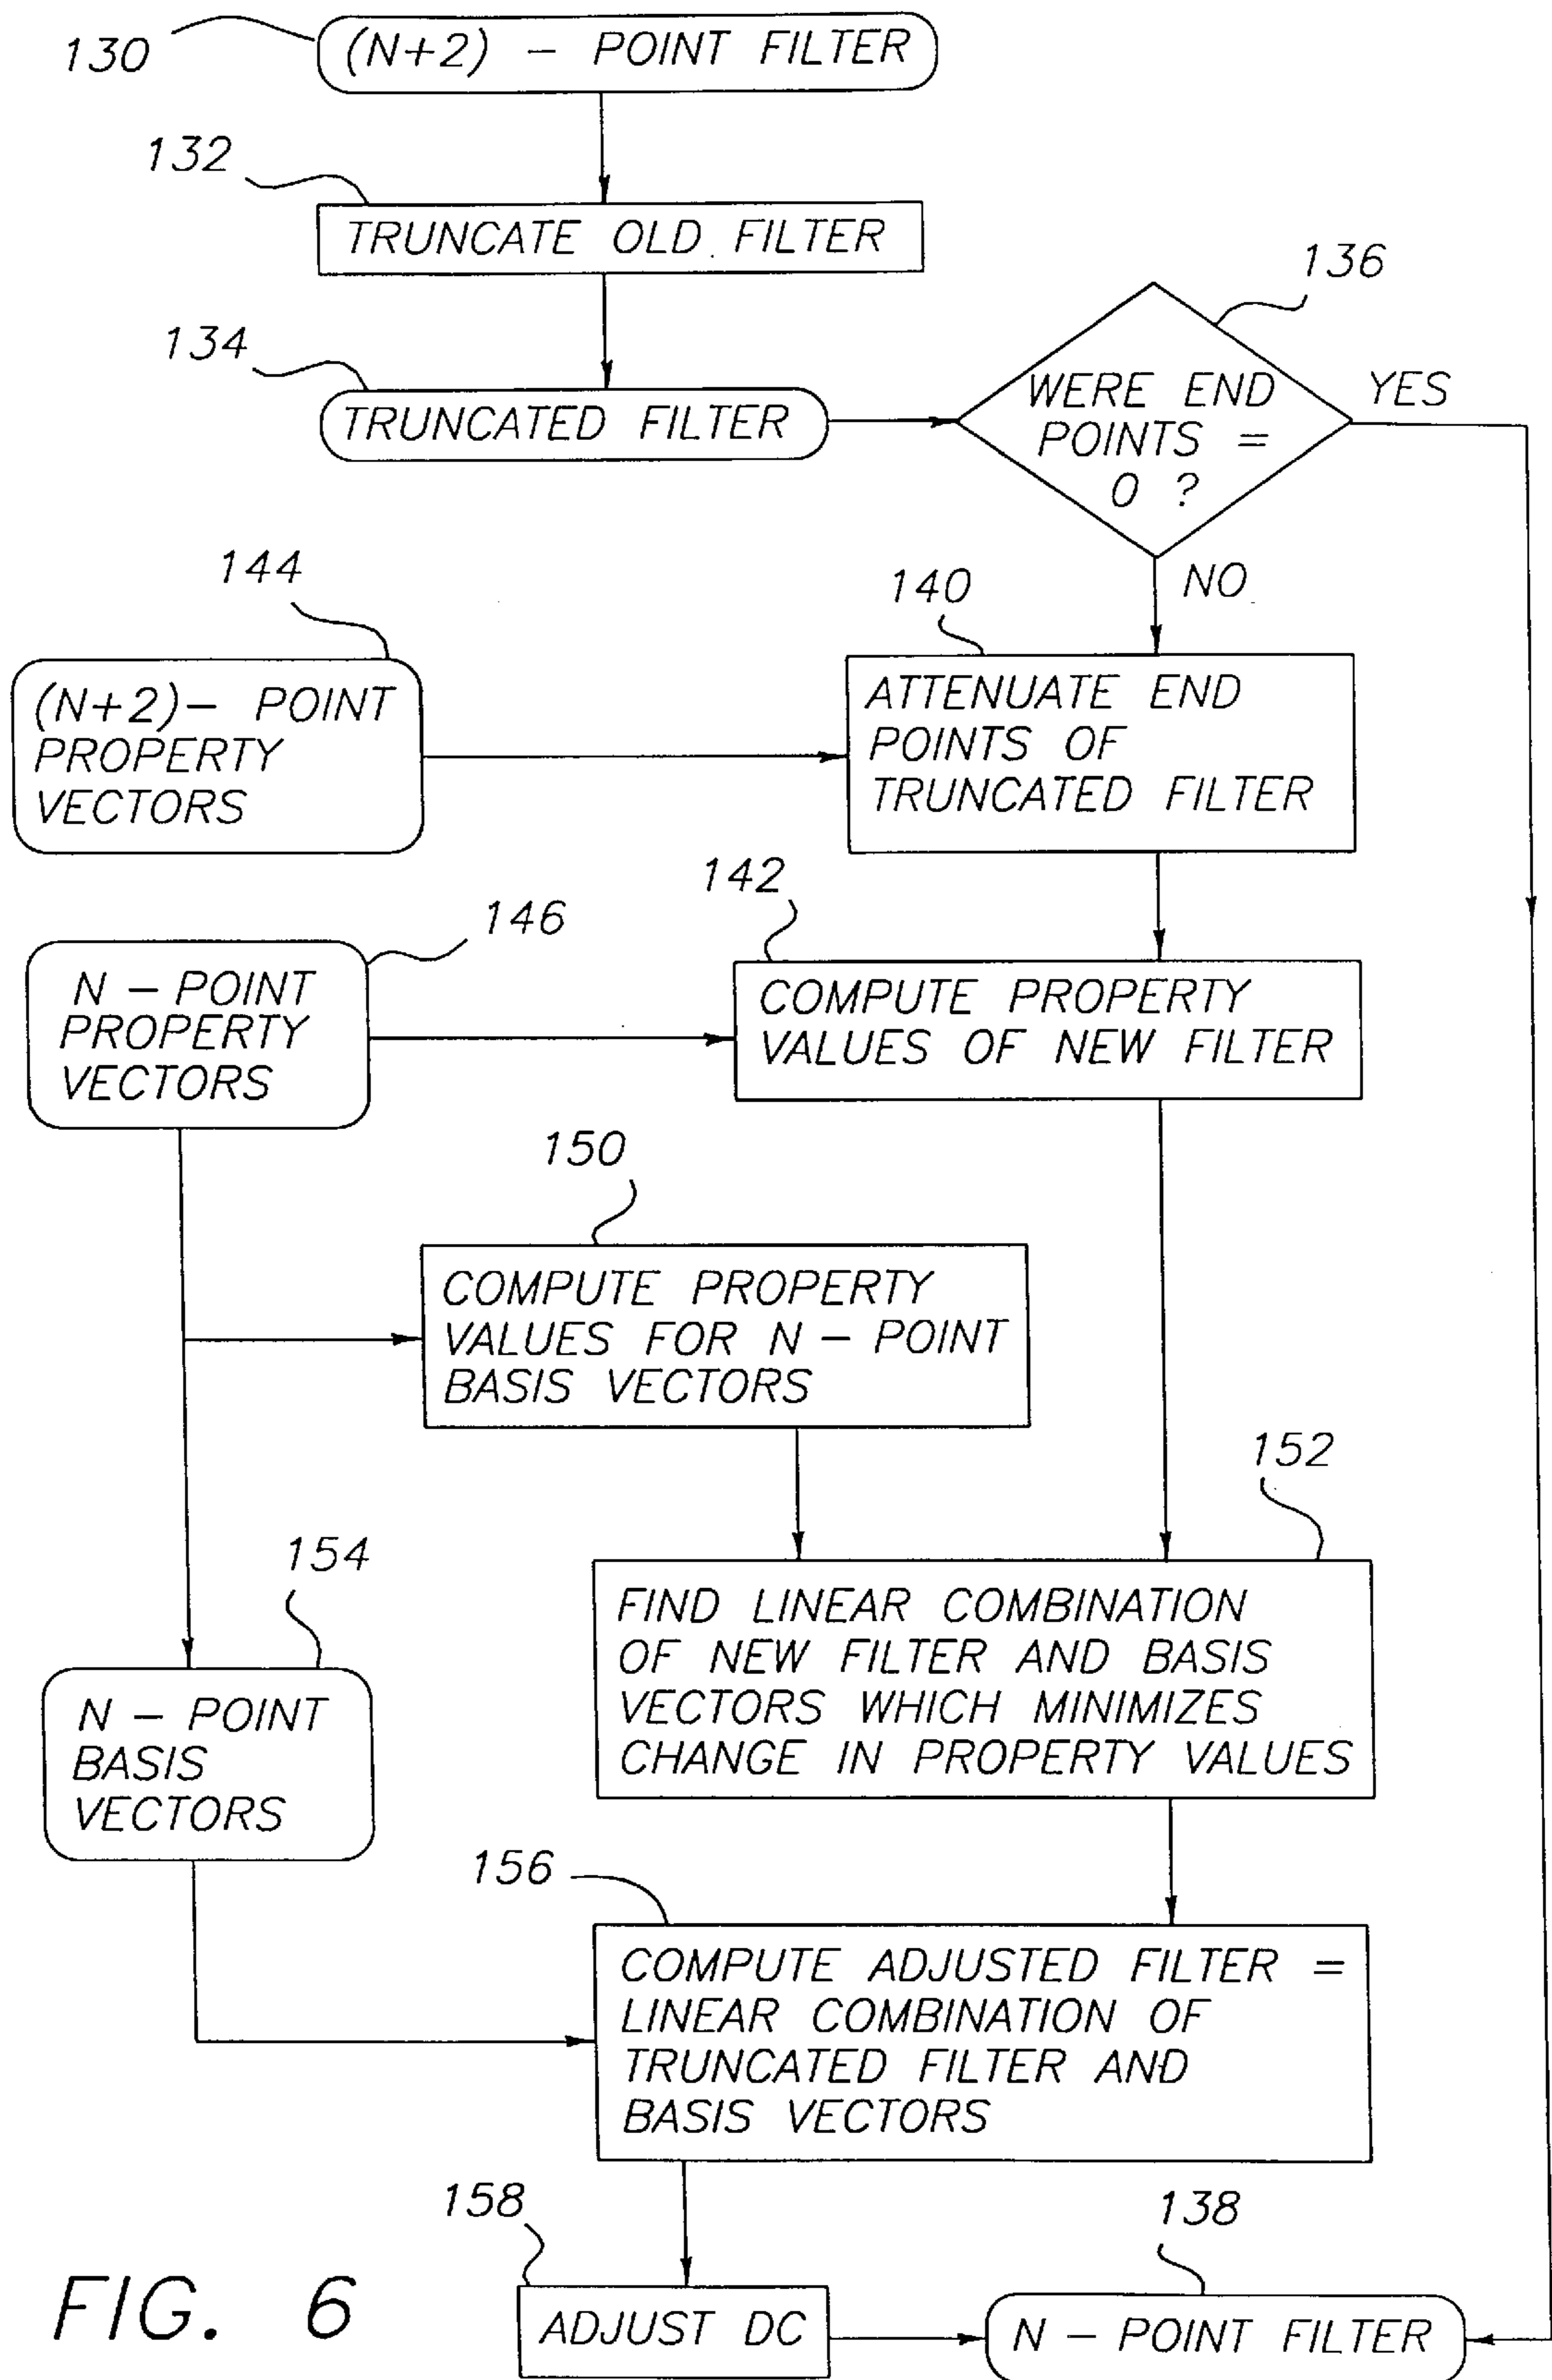 130
(N+2) - POINT FILTER
132
TRUNCATE OLD FILTER
136
134
TRUNCATED FILTER
WERE END
POINTS =
0 ?
YES
NO
144
(N+2)- POINT
PROPERTY
VECTORS
140
ATTENUATE END
POINTS OF
TRUNCATED FILTER
146
N - POINT
PROPERTY
VECTORS
142
COMPUTE PROPERTY
VALUES OF NEW FILTER
150
COMPUTE PROPERTY
VALUES FOR N - POINT
BASIS VECTORS
152
FIND LINEAR COMBINATION
OF NEW FILTER AND BASIS
VECTORS WHICH MINIMIZES
CHANGE IN PROPERTY VALUES
154
N - POINT
BASIS
VECTORS
156
COMPUTE ADJUSTED FILTER =
LINEAR COMBINATION OF
TRUNCATED FILTER AND
BASIS VECTORS
158
ADJUST DC
138
N - POINT FILTER
FIG. 6